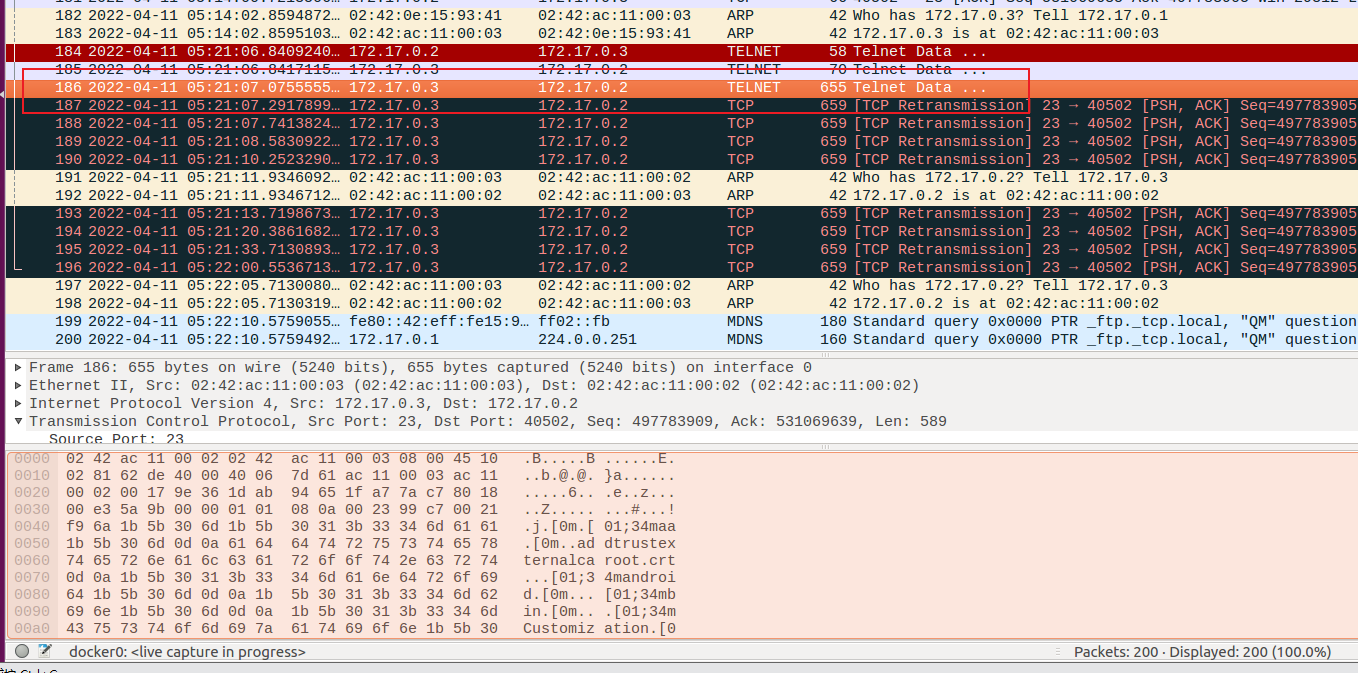 182 2022-04-11 05:14:02.8594872… 02:42:0e:15:93:41 02:42:ac:11:00:03 ARP 42 Who has 172.17.0.3? Tell 172.17.0.1
183 2022-04-11 05:14:02.8595103… 02:42:ac:11:00:03 02:42:0e:15:93:41 ARP 42 172.17.0.3 is at 02:42:ac:11:00:03
184 2022-04-11 05:21:06.8409240… 172.17.0.2 172.17.0.3 TELNET 58 Telnet Data ...
185 2022-04-11 05:21:06.8417115… 172.17.0.3 172.17.0.2 TELNET 70 Telnet Data ...
186 2022-04-11 05:21:07.0755555… 172.17.0.3 172.17.0.2 TELNET 655 Telnet Data ...
187 2022-04-11 05:21:07.2917899… 172.17.0.3 172.17.0.2 TCP 659 [TCP Retransmission] 23 → 40502 [PSH, ACK] Seq=497783905
188 2022-04-11 05:21:07.7413824… 172.17.0.3 172.17.0.2 TCP 659 [TCP Retransmission] 23 → 40502 [PSH, ACK] Seq=497783905
189 2022-04-11 05:21:08.5830922… 172.17.0.3 172.17.0.2 TCP 659 [TCP Retransmission] 23 → 40502 [PSH, ACK] Seq=497783905
190 2022-04-11 05:21:10.2523290… 172.17.0.3 172.17.0.2 TCP 659 [TCP Retransmission] 23 → 40502 [PSH, ACK] Seq=497783905
191 2022-04-11 05:21:11.9346092… 02:42:ac:11:00:03 02:42:ac:11:00:02 ARP 42 Who has 172.17.0.2? Tell 172.17.0.3
192 2022-04-11 05:21:11.9346712… 02:42:ac:11:00:02 02:42:ac:11:00:03 ARP 42 172.17.0.2 is at 02:42:ac:11:00:02
193 2022-04-11 05:21:13.7198673… 172.17.0.3 172.17.0.2 TCP 659 [TCP Retransmission] 23 → 40502 [PSH, ACK] Seq=497783905
194 2022-04-11 05:21:20.3861682… 172.17.0.3 172.17.0.2 TCP 659 [TCP Retransmission] 23 → 40502 [PSH, ACK] Seq=497783905
195 2022-04-11 05:21:33.7130893… 172.17.0.3 172.17.0.2 TCP 659 [TCP Retransmission] 23 → 40502 [PSH, ACK] Seq=497783905
196 2022-04-11 05:22:00.5536713… 172.17.0.3 172.17.0.2 TCP 659 [TCP Retransmission] 23 → 40502 [PSH, ACK] Seq=497783905
197 2022-04-11 05:22:05.7130080… 02:42:ac:11:00:03 02:42:ac:11:00:02 ARP 42 Who has 172.17.0.2? Tell 172.17.0.3
198 2022-04-11 05:22:05.7130319… 02:42:ac:11:00:02 02:42:ac:11:00:03 ARP 42 172.17.0.2 is at 02:42:ac:11:00:02
199 2022-04-11 05:22:10.5759055… fe80::42:eff:fe15:9… ff02::fb MDNS 180 Standard query 0x0000 PTR _ftp._tcp.local, "QM" question
200 2022-04-11 05:22:10.5759492… 172.17.0.1 224.0.0.251 MDNS 160 Standard query 0x0000 PTR _ftp._tcp.local, "QM" question
Frame 186: 655 bytes on wire (5240 bits), 655 bytes captured (5240 bits) on interface 0
Ethernet II, Src: 02:42:ac:11:00:03 (02:42:ac:11:00:03), Dst: 02:42:ac:11:00:02 (02:42:ac:11:00:02)
Internet Protocol Version 4, Src: 172.17.0.3, Dst: 172.17.0.2
Transmission Control Protocol, Src Port: 23, Dst Port: 40502, Seq: 497783909, Ack: 531069639, Len: 589
Source Port: 23
0000 02 42 ac 11 00 02 02 42 ac 11 00 03 08 00 45 10 .B.....B ......E.
0010 02 81 62 de 40 00 40 06 7d 61 ac 11 00 03 ac 11 ..b.@.@. }a......
0020 00 02 00 17 9e 36 1d ab 94 65 1f a7 7a c7 80 18 .....6.. .e..z...
0030 00 e3 5a 9b 00 00 01 01 08 0a 00 23 99 c7 00 21 ..Z..... ...#...!
0040 f9 6a 1b 5b 30 6d 1b 5b 30 31 3b 33 34 6d 61 61 .j.[0m.[ 01;34maa
0050 1b 5b 30 6d 0d 0a 61 64 64 74 72 75 73 74 65 78 .[0m..ad dtrustex
0060 74 65 72 6e 61 6c 63 61 72 6f 6f 74 2e 63 72 74 ternalca root.crt
0070 0d 0a 1b 5b 30 31 3b 33 34 6d 61 6e 64 72 6f 69 ...[01;3 4mandroi
0080 64 1b 5b 30 6d 0d 0a 1b 5b 30 31 3b 33 34 6d 62 d.[0m... [01;34mb
0090 69 6e 1b 5b 30 6d 0d 0a 1b 5b 30 31 3b 33 34 6d in.[0m.. .[01;34m
00a0 43 75 73 74 6f 6d 69 7a 61 74 69 6f 6e 1b 5b 30 Customiz ation.[0
docker0: <live capture in progress> Packets: 200 · Displayed: 200 (100.0%)